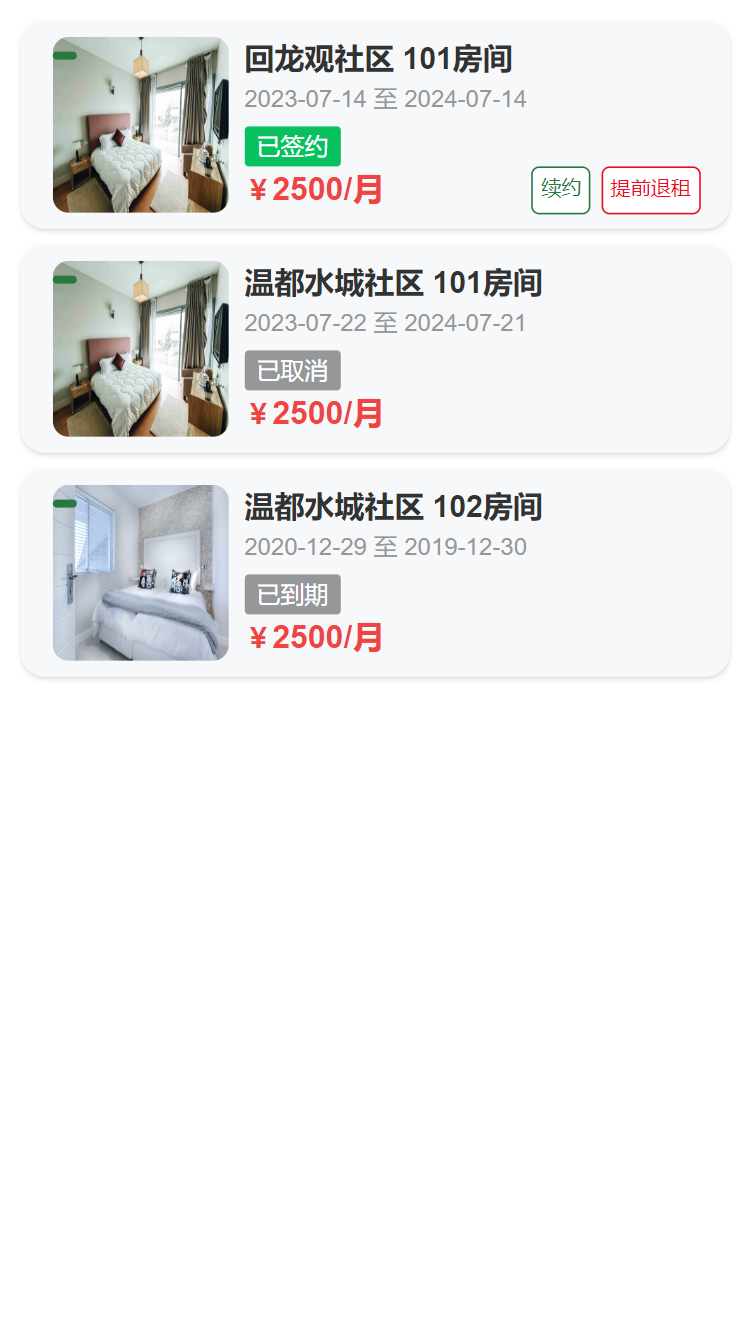 回龙观社区 101房间
2023-07-14 至 2024-07-14
已签约
￥2500/月
续约
提前退租
温都水城社区 101房间
2023-07-22 至 2024-07-21
已取消
￥2500/月
温都水城社区 102房间
2020-12-29 至 2019-12-30
已到期
￥2500/月